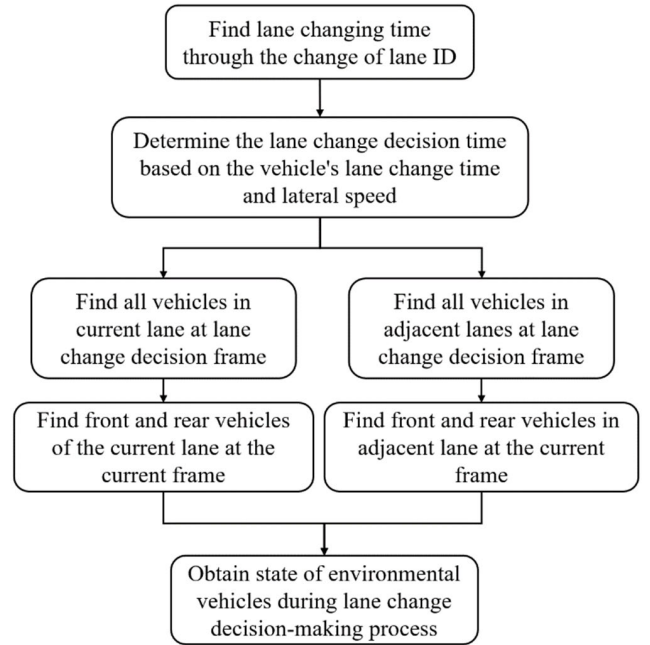 Find lane changing time
through the change of lane ID
Determine the lane change decision time
based on the vehicle's lane change time
and lateral speed
Find all vehicles in
current lane at lane
change decision frame
Find all vehicles in
adjacent lanes at lane
change decision frame
Find front and rear vehicles
of the current lane at the
current frame
Find front and rear vehicles in
adjacent lane at the current
frame
Obtain state of environmental
vehicles during lane change
decision-making process